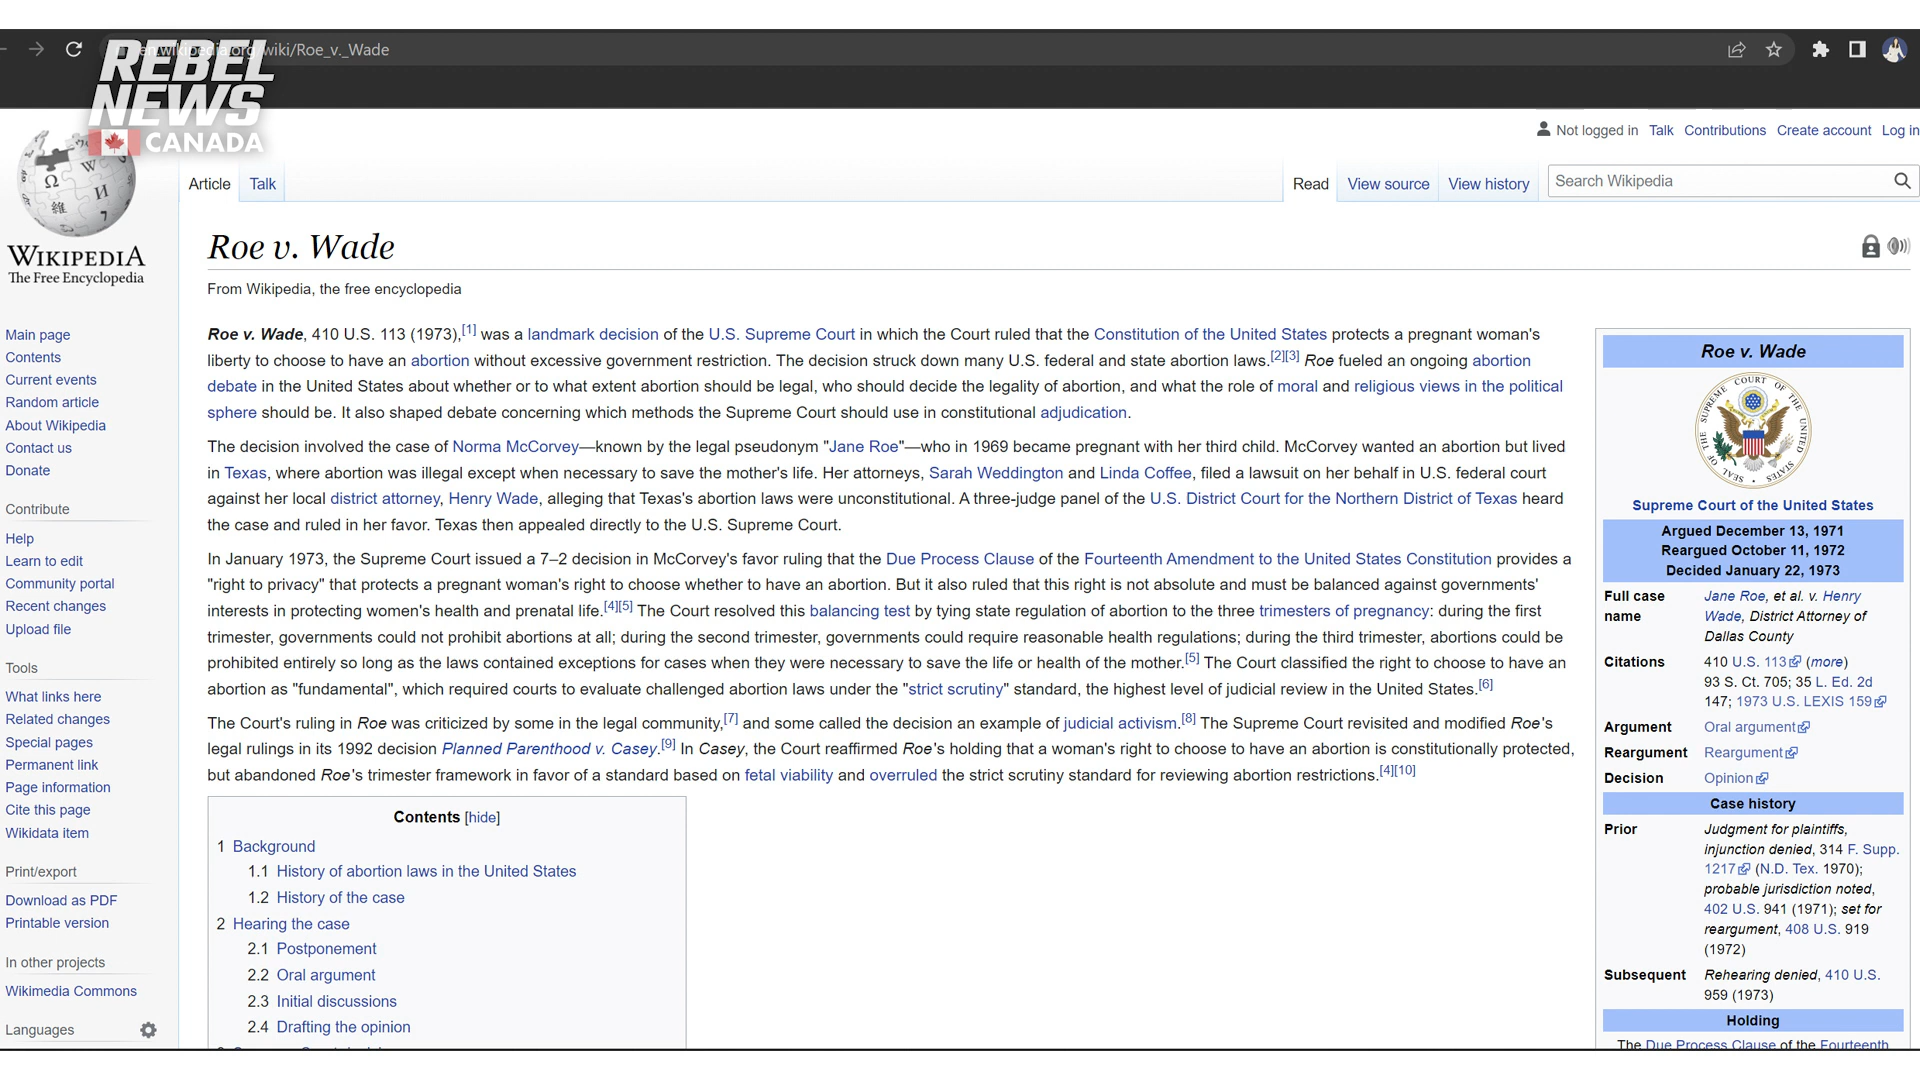 en.wikipedia.org/wiki/Roe_v._Wade
REBEL
NEWS
CANADA
Not logged in Talk Contributions Create account Log in
Article Talk
Read View source View history Search Wikipedia
WIKIPEDIA
The Free Encyclopedia
Main page
Contents
Current events
Random article
About Wikipedia
Contact us
Donate
Contribute
Help
Learn to edit
Community portal
Recent changes
Upload file
Tools
What links here
Related changes
Special pages
Permanent link
Page information
Cite this page
Wikidata item
Print/export
Download as PDF
Printable version
In other projects
Wikimedia Commons
Languages
Roe v. Wade
From Wikipedia, the free encyclopedia
Roe v. Wade, 410 U.S. 113 (1973),[1] was a landmark decision of the U.S. Supreme Court in which the Court ruled that the Constitution of the United States protects a pregnant woman's
liberty to choose to have an abortion without excessive government restriction. The decision struck down many U.S. federal and state abortion laws.[2][3] Roe fueled an ongoing abortion
debate in the United States about whether or to what extent abortion should be legal, who should decide the legality of abortion, and what the role of moral and religious views in the political
sphere should be. It also shaped debate concerning which methods the Supreme Court should use in constitutional adjudication.
The decision involved the case of Norma McCorvey—known by the legal pseudonym "Jane Roe"—who in 1969 became pregnant with her third child. McCorvey wanted an abortion but lived
in Texas, where abortion was illegal except when necessary to save the mother's life. Her attorneys, Sarah Weddington and Linda Coffee, filed a lawsuit on her behalf in U.S. federal court
against her local district attorney, Henry Wade, alleging that Texas's abortion laws were unconstitutional. A three-judge panel of the U.S. District Court for the Northern District of Texas heard
the case and ruled in her favor. Texas then appealed directly to the U.S. Supreme Court.
In January 1973, the Supreme Court issued a 7–2 decision in McCorvey's favor ruling that the Due Process Clause of the Fourteenth Amendment to the United States Constitution provides a
"right to privacy" that protects a pregnant woman's right to choose whether to have an abortion. But it also ruled that this right is not absolute and must be balanced against governments'
interests in protecting women's health and prenatal life.[4][5] The Court resolved this balancing test by tying state regulation of abortion to the three trimesters of pregnancy: during the first
trimester, governments could not prohibit abortions at all; during the second trimester, governments could require reasonable health regulations; during the third trimester, abortions could be
prohibited entirely so long as the laws contained exceptions for cases when they were necessary to save the life or health of the mother.[5] The Court classified the right to choose to have an
abortion as "fundamental", which required courts to evaluate challenged abortion laws under the "strict scrutiny" standard, the highest level of judicial review in the United States.[6]
The Court's ruling in Roe was criticized by some in the legal community,[7] and some called the decision an example of judicial activism.[8] The Supreme Court revisited and modified Roe's
legal rulings in its 1992 decision Planned Parenthood v. Casey.[9] In Casey, the Court reaffirmed Roe's holding that a woman's right to choose to have an abortion is constitutionally protected,
but abandoned Roe's trimester framework in favor of a standard based on fetal viability and overruled the strict scrutiny standard for reviewing abortion restrictions.[4][10]
Contents [hide]
1 Background
1.1 History of abortion laws in the United States
1.2 History of the case
2 Hearing the case
2.1 Postponement
2.2 Oral argument
2.3 Initial discussions
2.4 Drafting the opinion
Roe v. Wade
SEAL OF THE SUPREME COURT OF THE UNITED STATES
Supreme Court of the United States
Argued December 13, 1971
Reargued October 11, 1972
Decided January 22, 1973
Full case name Jane Roe, et al. v. Henry
Wade, District Attorney of
Dallas County
Citations 410 U.S. 113 (more)
93 S. Ct. 705; 35 L. Ed. 2d
147; 1973 U.S. LEXIS 159
Argument Oral argument
Reargument Reargument
Decision Opinion
Case history
Prior Judgment for plaintiffs,
injunction denied, 314 F. Supp.
1217 (N.D. Tex. 1970);
probable jurisdiction noted,
402 U.S. 941 (1971); set for
reargument, 408 U.S. 919
(1972)
Subsequent Rehearing denied, 410 U.S.
959 (1973)
Holding
The Due Process Clause of the Fourteenth